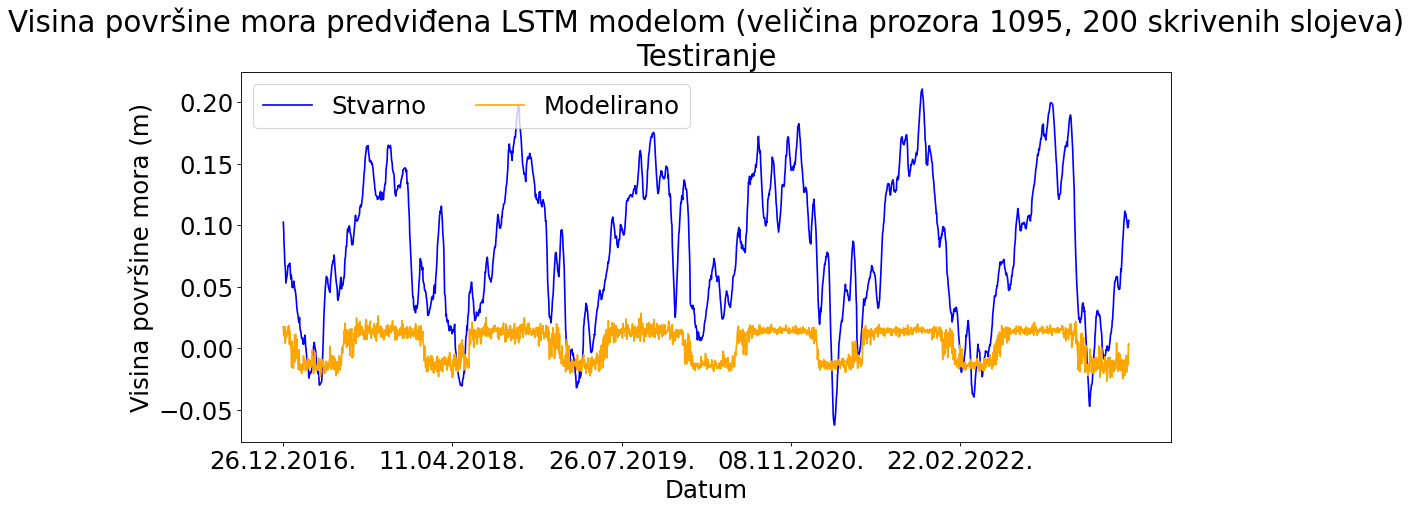 Visina površine mora predviđena LSTM modelom (veličina prozora 1095, 200 skrivenih slojeva)
Testiranje
Stvarno
Modelirano
Visina površine mora (m)
0.20
0.15
0.10
0.05
0.00
−0.05
26.12.2016.
11.04.2018.
26.07.2019.
08.11.2020.
22.02.2022.
Datum